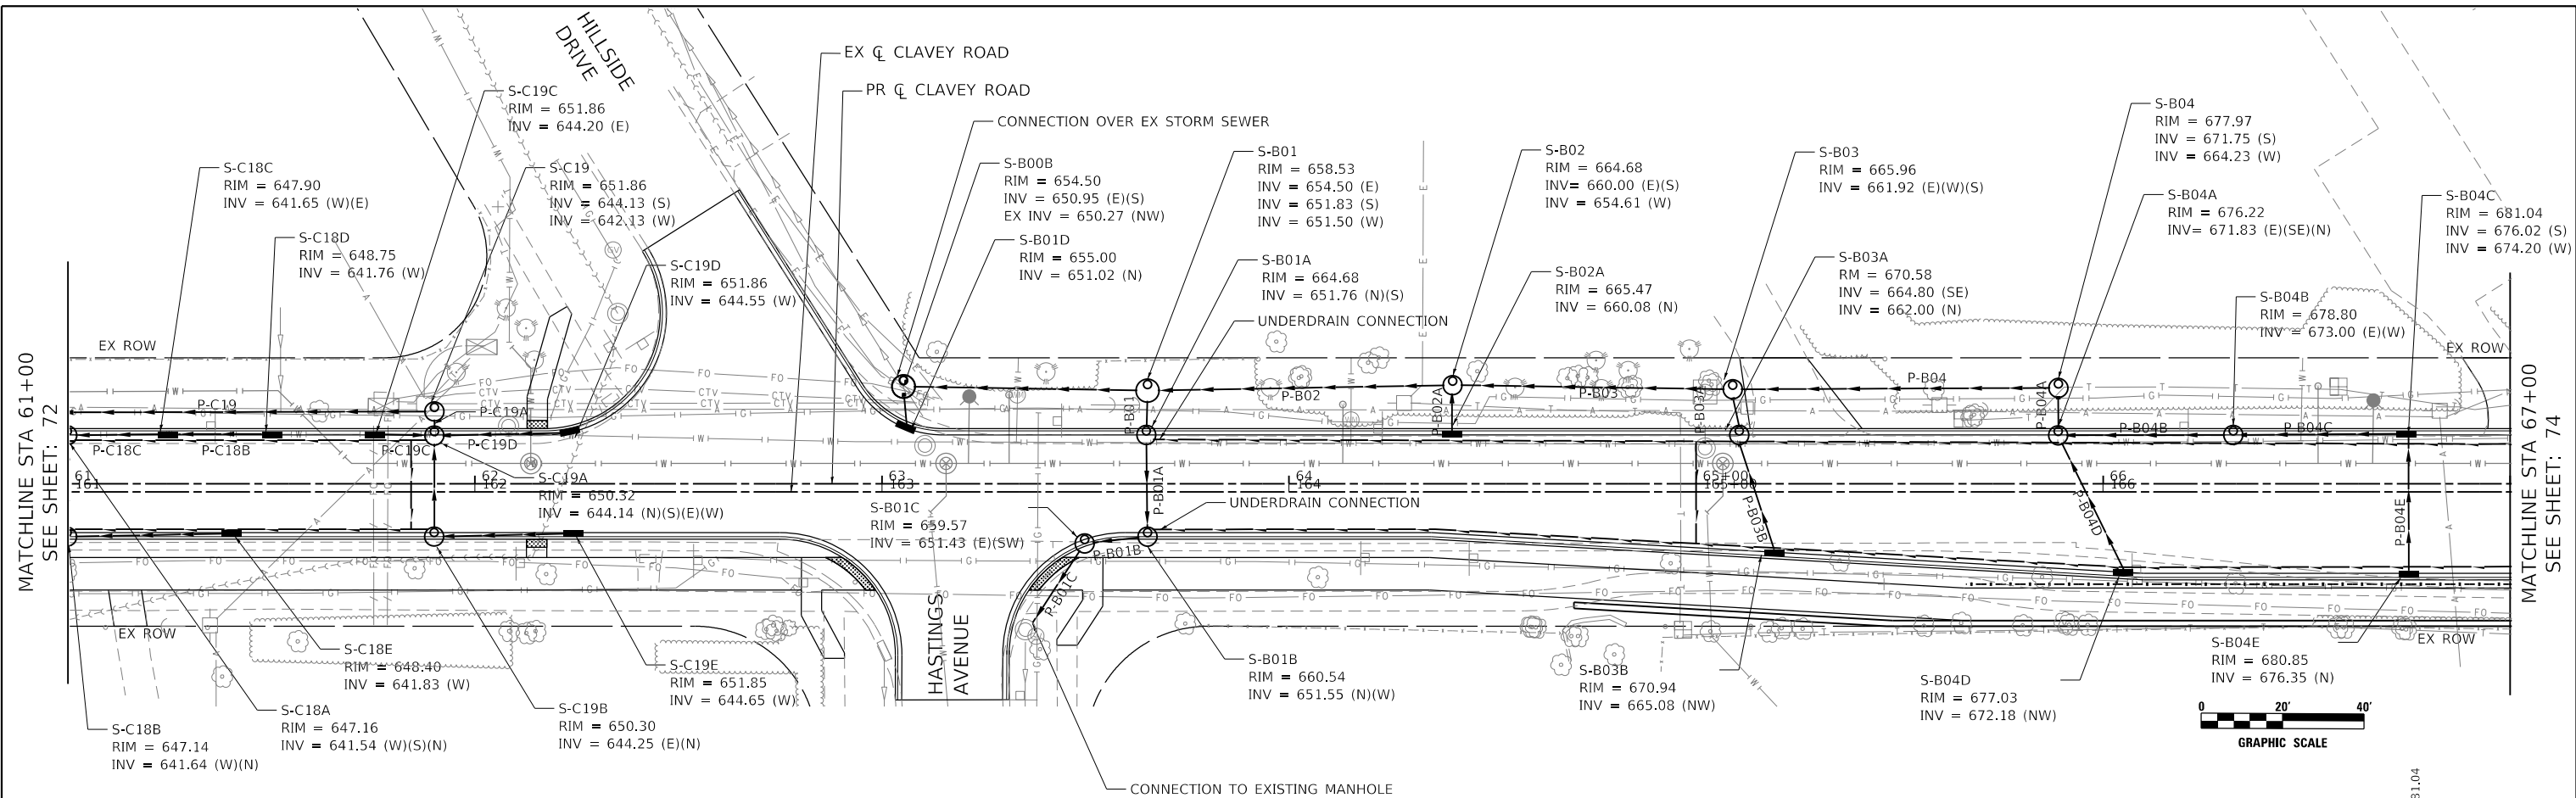 HILLSIDE
DRIVE
EX ℄ CLAVEY ROAD
PR ℄ CLAVEY ROAD
CONNECTION OVER EX STORM SEWER
S-C19C
RIM = 651.86
INV = 644.20 (E)
S-C18C
RIM = 647.90
INV = 641.65 (W)(E)
S-C19
RIM = 651.86
INV = 644.13 (S)
INV = 642.13 (W)
S-C18D
RIM = 648.75
INV = 641.76 (W)
S-C19D
RIM = 651.86
INV = 644.55 (W)
S-B00B
RIM = 654.50
INV = 650.95 (E)(S)
EX INV = 650.27 (NW)
S-B01D
RIM = 655.00
INV = 651.02 (N)
S-B01
RIM = 658.53
INV = 654.50 (E)
INV = 651.83 (S)
INV = 651.50 (W)
S-B01A
RIM = 664.68
INV = 651.76 (N)(S)
UNDERDRAIN CONNECTION
S-B02
RIM = 664.68
INV= 660.00 (E)(S)
INV = 654.61 (W)
S-B02A
RIM = 665.47
INV = 660.08 (N)
S-B03
RIM = 665.96
INV = 661.92 (E)(W)(S)
S-B03A
RM = 670.58
INV = 664.80 (SE)
INV = 662.00 (N)
S-B04
RIM = 677.97
INV = 671.75 (S)
INV = 664.23 (W)
S-B04A
RIM = 676.22
INV= 671.83 (E)(SE)(N)
S-B04C
RIM = 681.04
INV = 676.02 (S)
INV = 674.20 (W)
S-B04B
RIM = 678.80
INV = 673.00 (E)(W)
MATCHLINE STA 61+00
SEE SHEET: 72
MATCHLINE STA 67+00
SEE SHEET: 74
EX ROW
EX ROW
P-C19
P-C19A
P-C19D
P-C18C
P-C18B
P-C19C
P-B01
P-B02
P-B02A
P-B03
P-B03A
P-B04
P-B04A
P-B04B
P-B04C
61
161
62
162
63
163
64
164
65+00
165+00
66
166
S-C19A
RIM = 650.32
INV = 644.14 (N)(S)(E)(W)
P-B01A
P-B03B
P-B04D
P-B04E
UNDERDRAIN CONNECTION
S-B01C
RIM = 659.57
INV = 651.43 (E)(SW)
P-B01B
P-B01C
EX ROW
EX ROW
HASTINGS
AVENUE
S-C18E
RIM = 648.40
INV = 641.83 (W)
S-C19E
RIM = 651.85
INV = 644.65 (W)
S-C18A
RIM = 647.16
INV = 641.54 (W)(S)(N)
S-C19B
RIM = 650.30
INV = 644.25 (E)(N)
S-C18B
RIM = 647.14
INV = 641.64 (W)(N)
S-B01B
RIM = 660.54
INV = 651.55 (N)(W)
S-B03B
RIM = 670.94
INV = 665.08 (NW)
S-B04D
RIM = 677.03
INV = 672.18 (NW)
S-B04E
RIM = 680.85
INV = 676.35 (N)
0 20' 40'
GRAPHIC SCALE
CONNECTION TO EXISTING MANHOLE